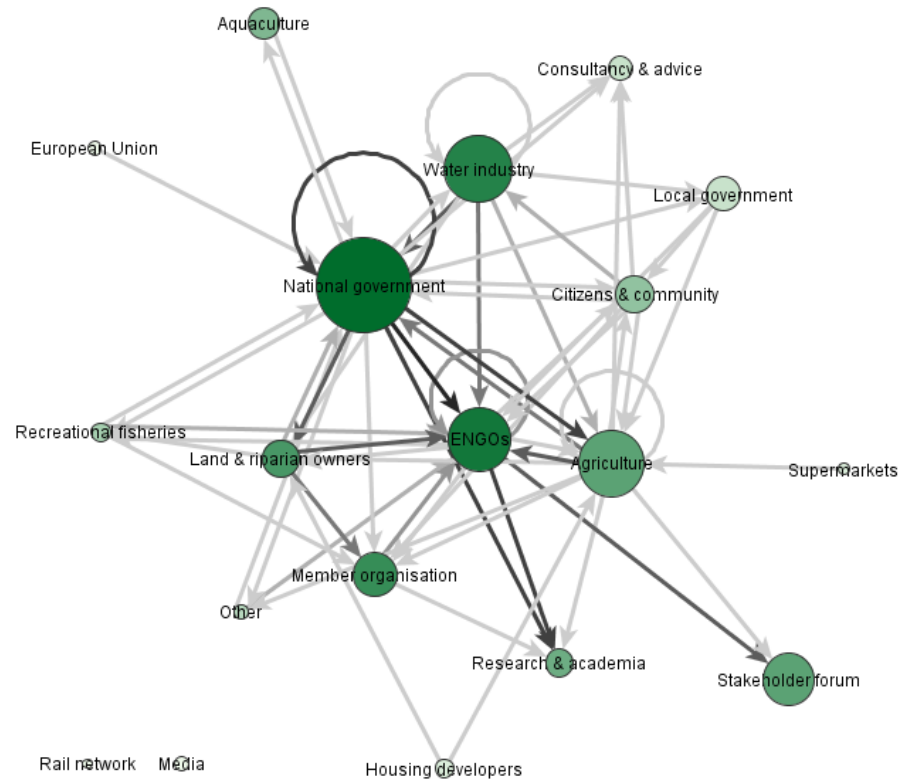 Aquaculture
Consultancy & advice
European Union
Water industry
Local government
National government
Citizens & community
Recreational fisheries
ENGOs
Land & riparian owners
Agriculture
Supermarkets
Member organisation
Other
Research & academia
Stakeholder forum
Rail network
Media
Housing developers